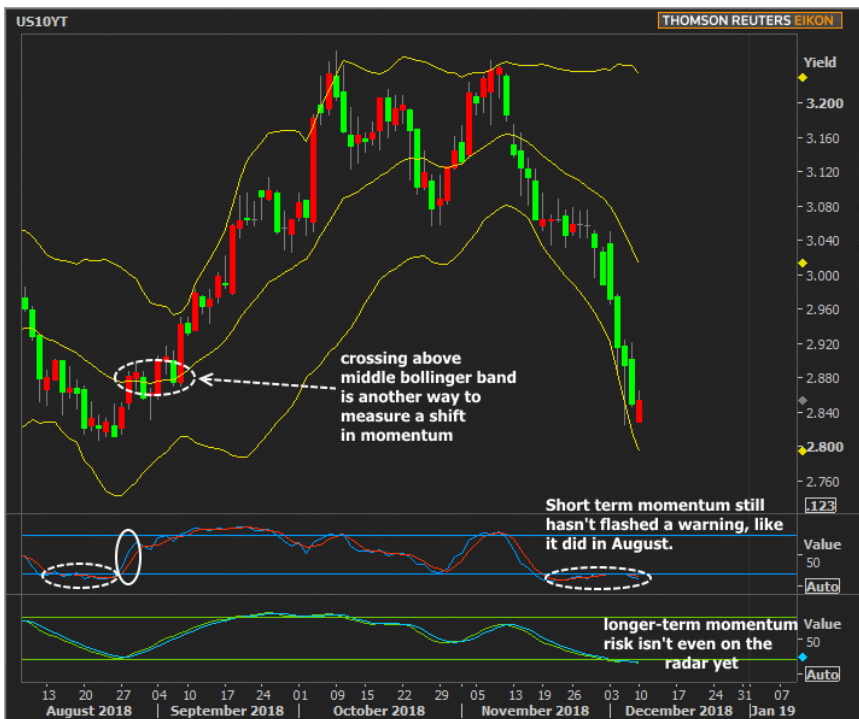 US10YT
THOMSON REUTERS EIKON
Yield
3.200
3.160
3.120
3.080
3.040
3.000
2.960
2.920
2.880
2.840
2.800
2.760
.123
crossing above
middle bollinger band
is another way to
measure a shift
in momentum
Short term momentum still
hasn't flashed a warning, like
it did in August.
Value
50
Auto
longer-term momentum
risk isn't even on the
radar yet
Value
50
Auto
13 20 27 04 10 17 24 01 09 15 22 29 05 13 19 26 03 10 17 24 31 07
August 2018 September 2018 October 2018 November 2018 December 2018 Jan 19